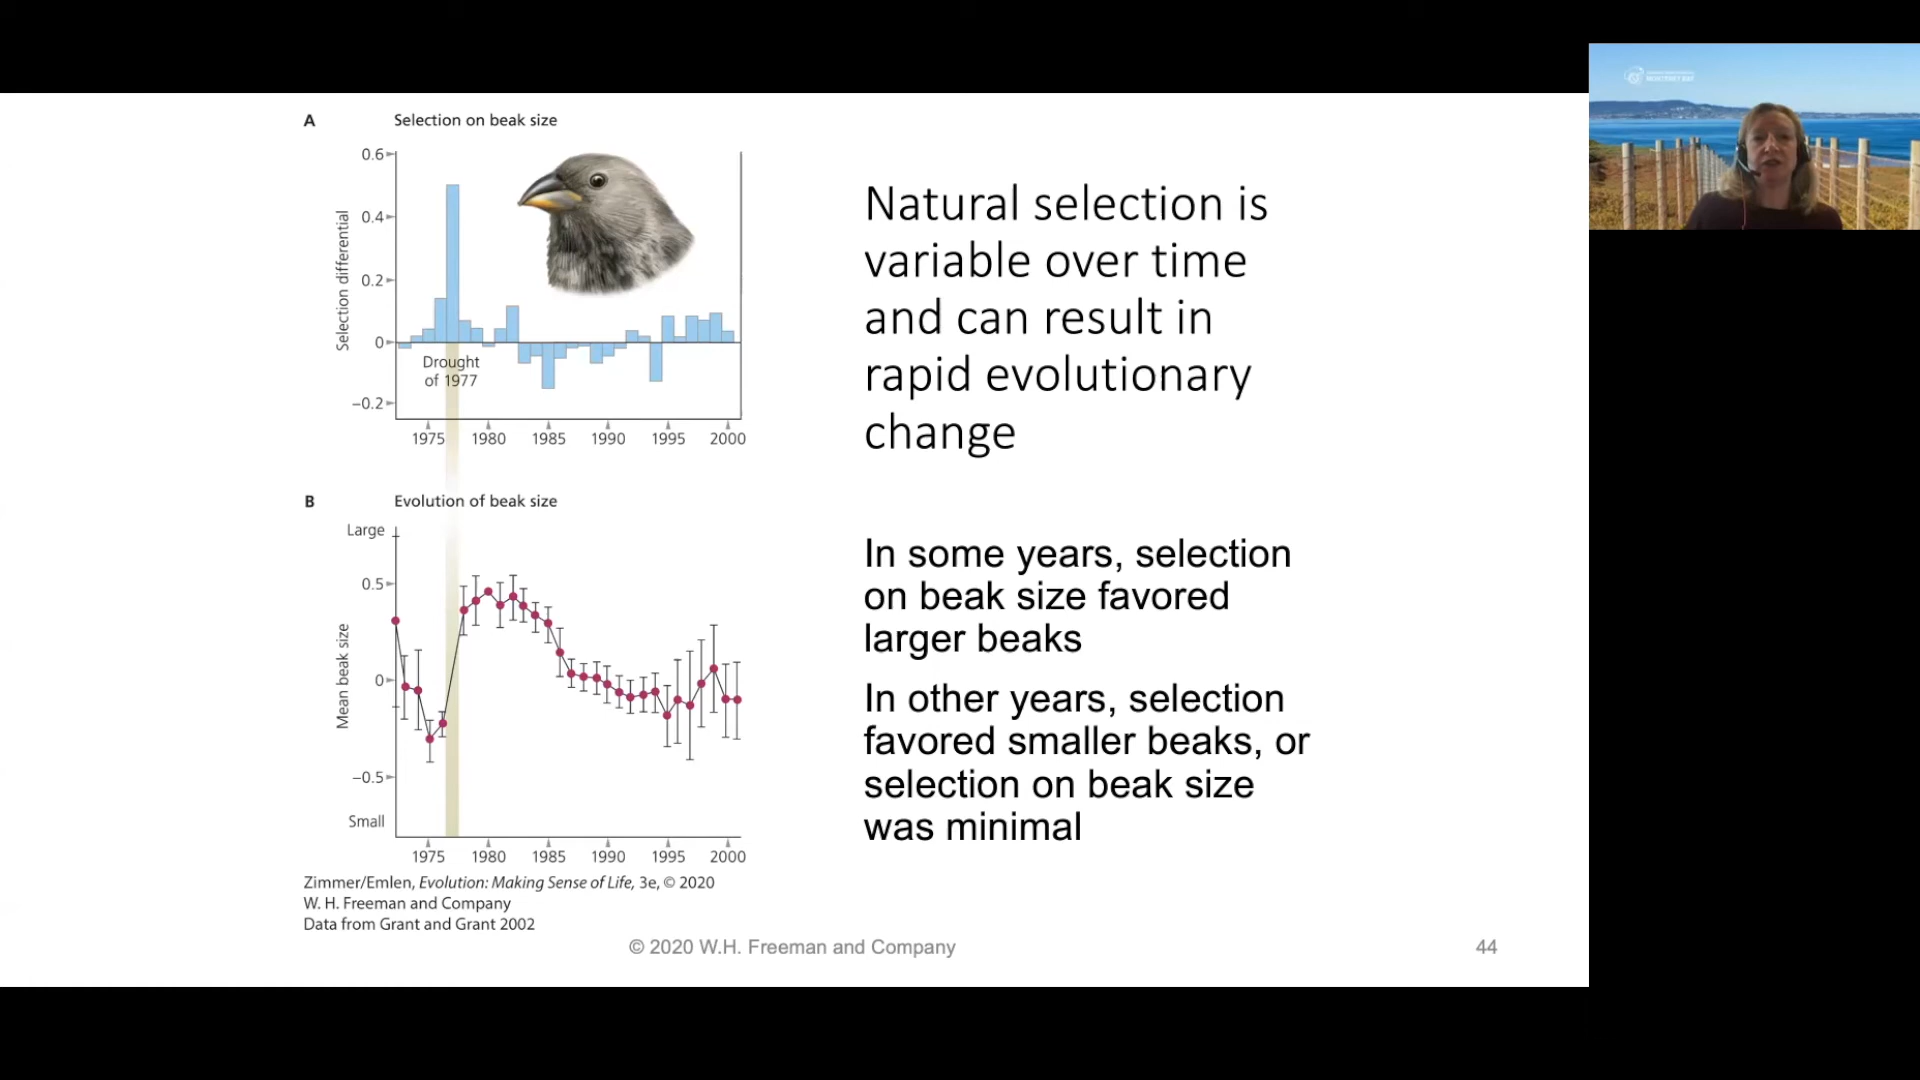 A Selection on beak size
Selection differential
0.6
0.4
0.2
0
–0.2
Drought
of 1977
1975 1980 1985 1990 1995 2000
B Evolution of beak size
Mean beak size
Large
0.5
0
–0.5
Small
1975 1980 1985 1990 1995 2000
Zimmer/Emlen, Evolution: Making Sense of Life, 3e, © 2020
W. H. Freeman and Company
Data from Grant and Grant 2002
Natural selection is
variable over time
and can result in
rapid evolutionary
change
In some years, selection
on beak size favored
larger beaks
In other years, selection
favored smaller beaks, or
selection on beak size
was minimal
© 2020 W.H. Freeman and Company
44
MONTEREY BAY